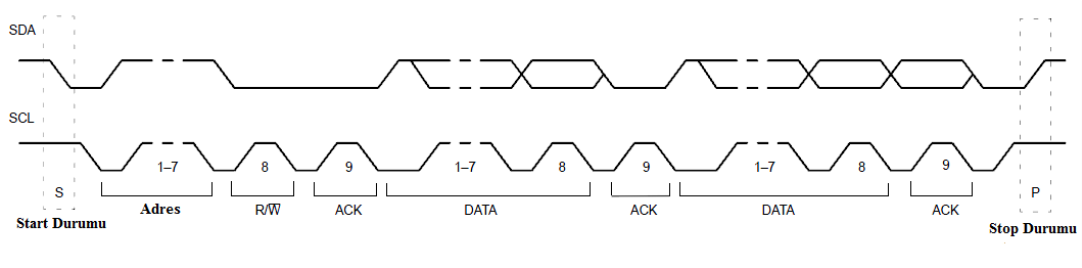 SDA
SCL
1–7 8 9 1–7 8 9 1–7 8 9
S Adres R/W̅ ACK DATA ACK DATA ACK P
Start Durumu Stop Durumu